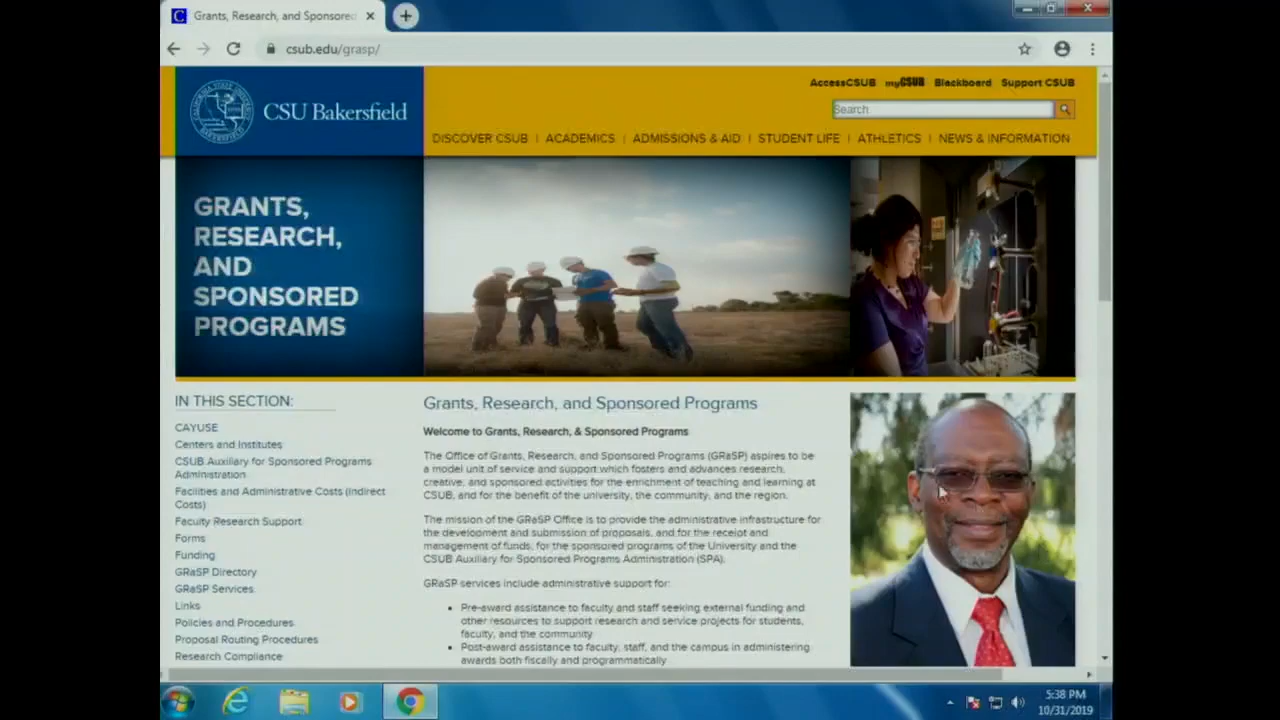 Grants, Research, and Sponsored
csub.edu/grasp/
AccessCSUB myCSUB Blackboard Support CSUB
CSU Bakersfield
Search
DISCOVER CSUB | ACADEMICS | ADMISSIONS & AID | STUDENT LIFE | ATHLETICS | NEWS & INFORMATION
GRANTS,
RESEARCH,
AND
SPONSORED
PROGRAMS
IN THIS SECTION:
CAYUSE
Centers and Institutes
CSUB Auxiliary for Sponsored Programs
Administration
Facilities and Administrative Costs (Indirect
Costs)
Faculty Research Support
Forms
Funding
GRaSP Directory
GRaSP Services
Links
Policies and Procedures
Proposal Routing Procedures
Research Compliance
Grants, Research, and Sponsored Programs
Welcome to Grants, Research, & Sponsored Programs
The Office of Grants, Research, and Sponsored Programs (GRaSP) aspires to be
a model unit of service and support which fosters and advances research,
creative, and sponsored activities for the enrichment of teaching and learning at
CSUB, and for the benefit of the university, the community, and the region.
The mission of the GRaSP Office is to provide the administrative infrastructure for
the development and submission of proposals, and for the receipt and
management of funds, for the sponsored programs of the University and the
CSUB Auxiliary for Sponsored Programs Administration (SPA).
GRaSP services include administrative support for:
• Pre-award assistance to faculty and staff seeking external funding and
other resources to support research and service projects for students,
faculty, and the community
• Post-award assistance to faculty, staff, and the campus in administering
awards both fiscally and programmatically
5:38 PM
10/31/2019